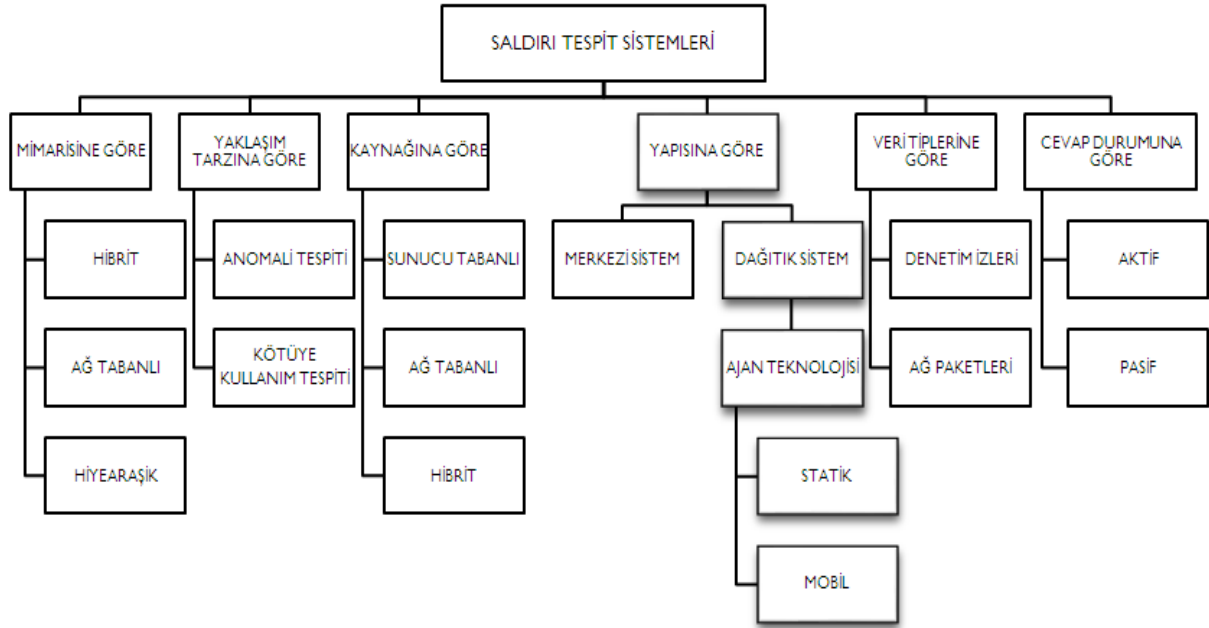 SALDIRI TESPİT SİSTEMLERİ
MİMARİSİNE GÖRE
YAKLAŞIM
TARZINA GÖRE
KAYNAĞINA GÖRE
YAPISINA GÖRE
VERİ TİPLERİNE
GÖRE
CEVAP DURUMUNA
GÖRE
HİBRİT
ANOMALİ TESPİTİ
SUNUCU TABANLI
MERKEZİ SİSTEM
DAĞITIK SİSTEM
DENETİM İZLERİ
AKTİF
AĞ TABANLI
KÖTÜYE
KULLANIM TESPİTİ
AĞ TABANLI
AJAN TEKNOLOJİSİ
AĞ PAKETLERİ
PASİF
HİYEARAŞİK
HİBRİT
STATİK
MOBİL